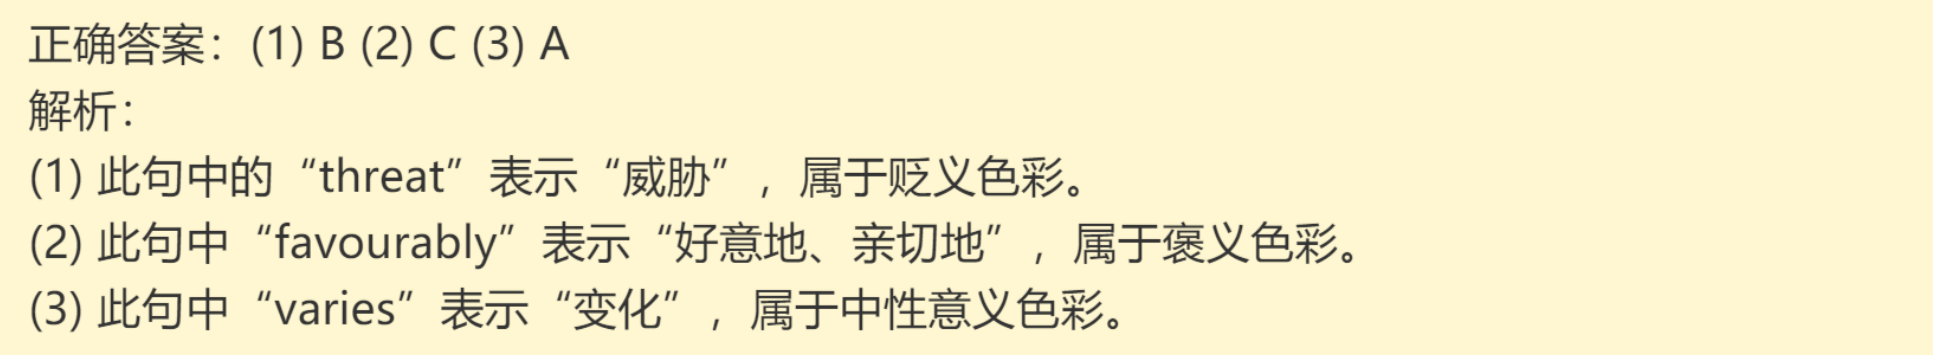 正确答案：(1) B (2) C (3) A
解析：
(1) 此句中的“threat”表示“威胁”，属于贬义色彩。
(2) 此句中“favourably”表示“好意地、亲切地”，属于褒义色彩。
(3) 此句中“varies”表示“变化”，属于中性意义色彩。